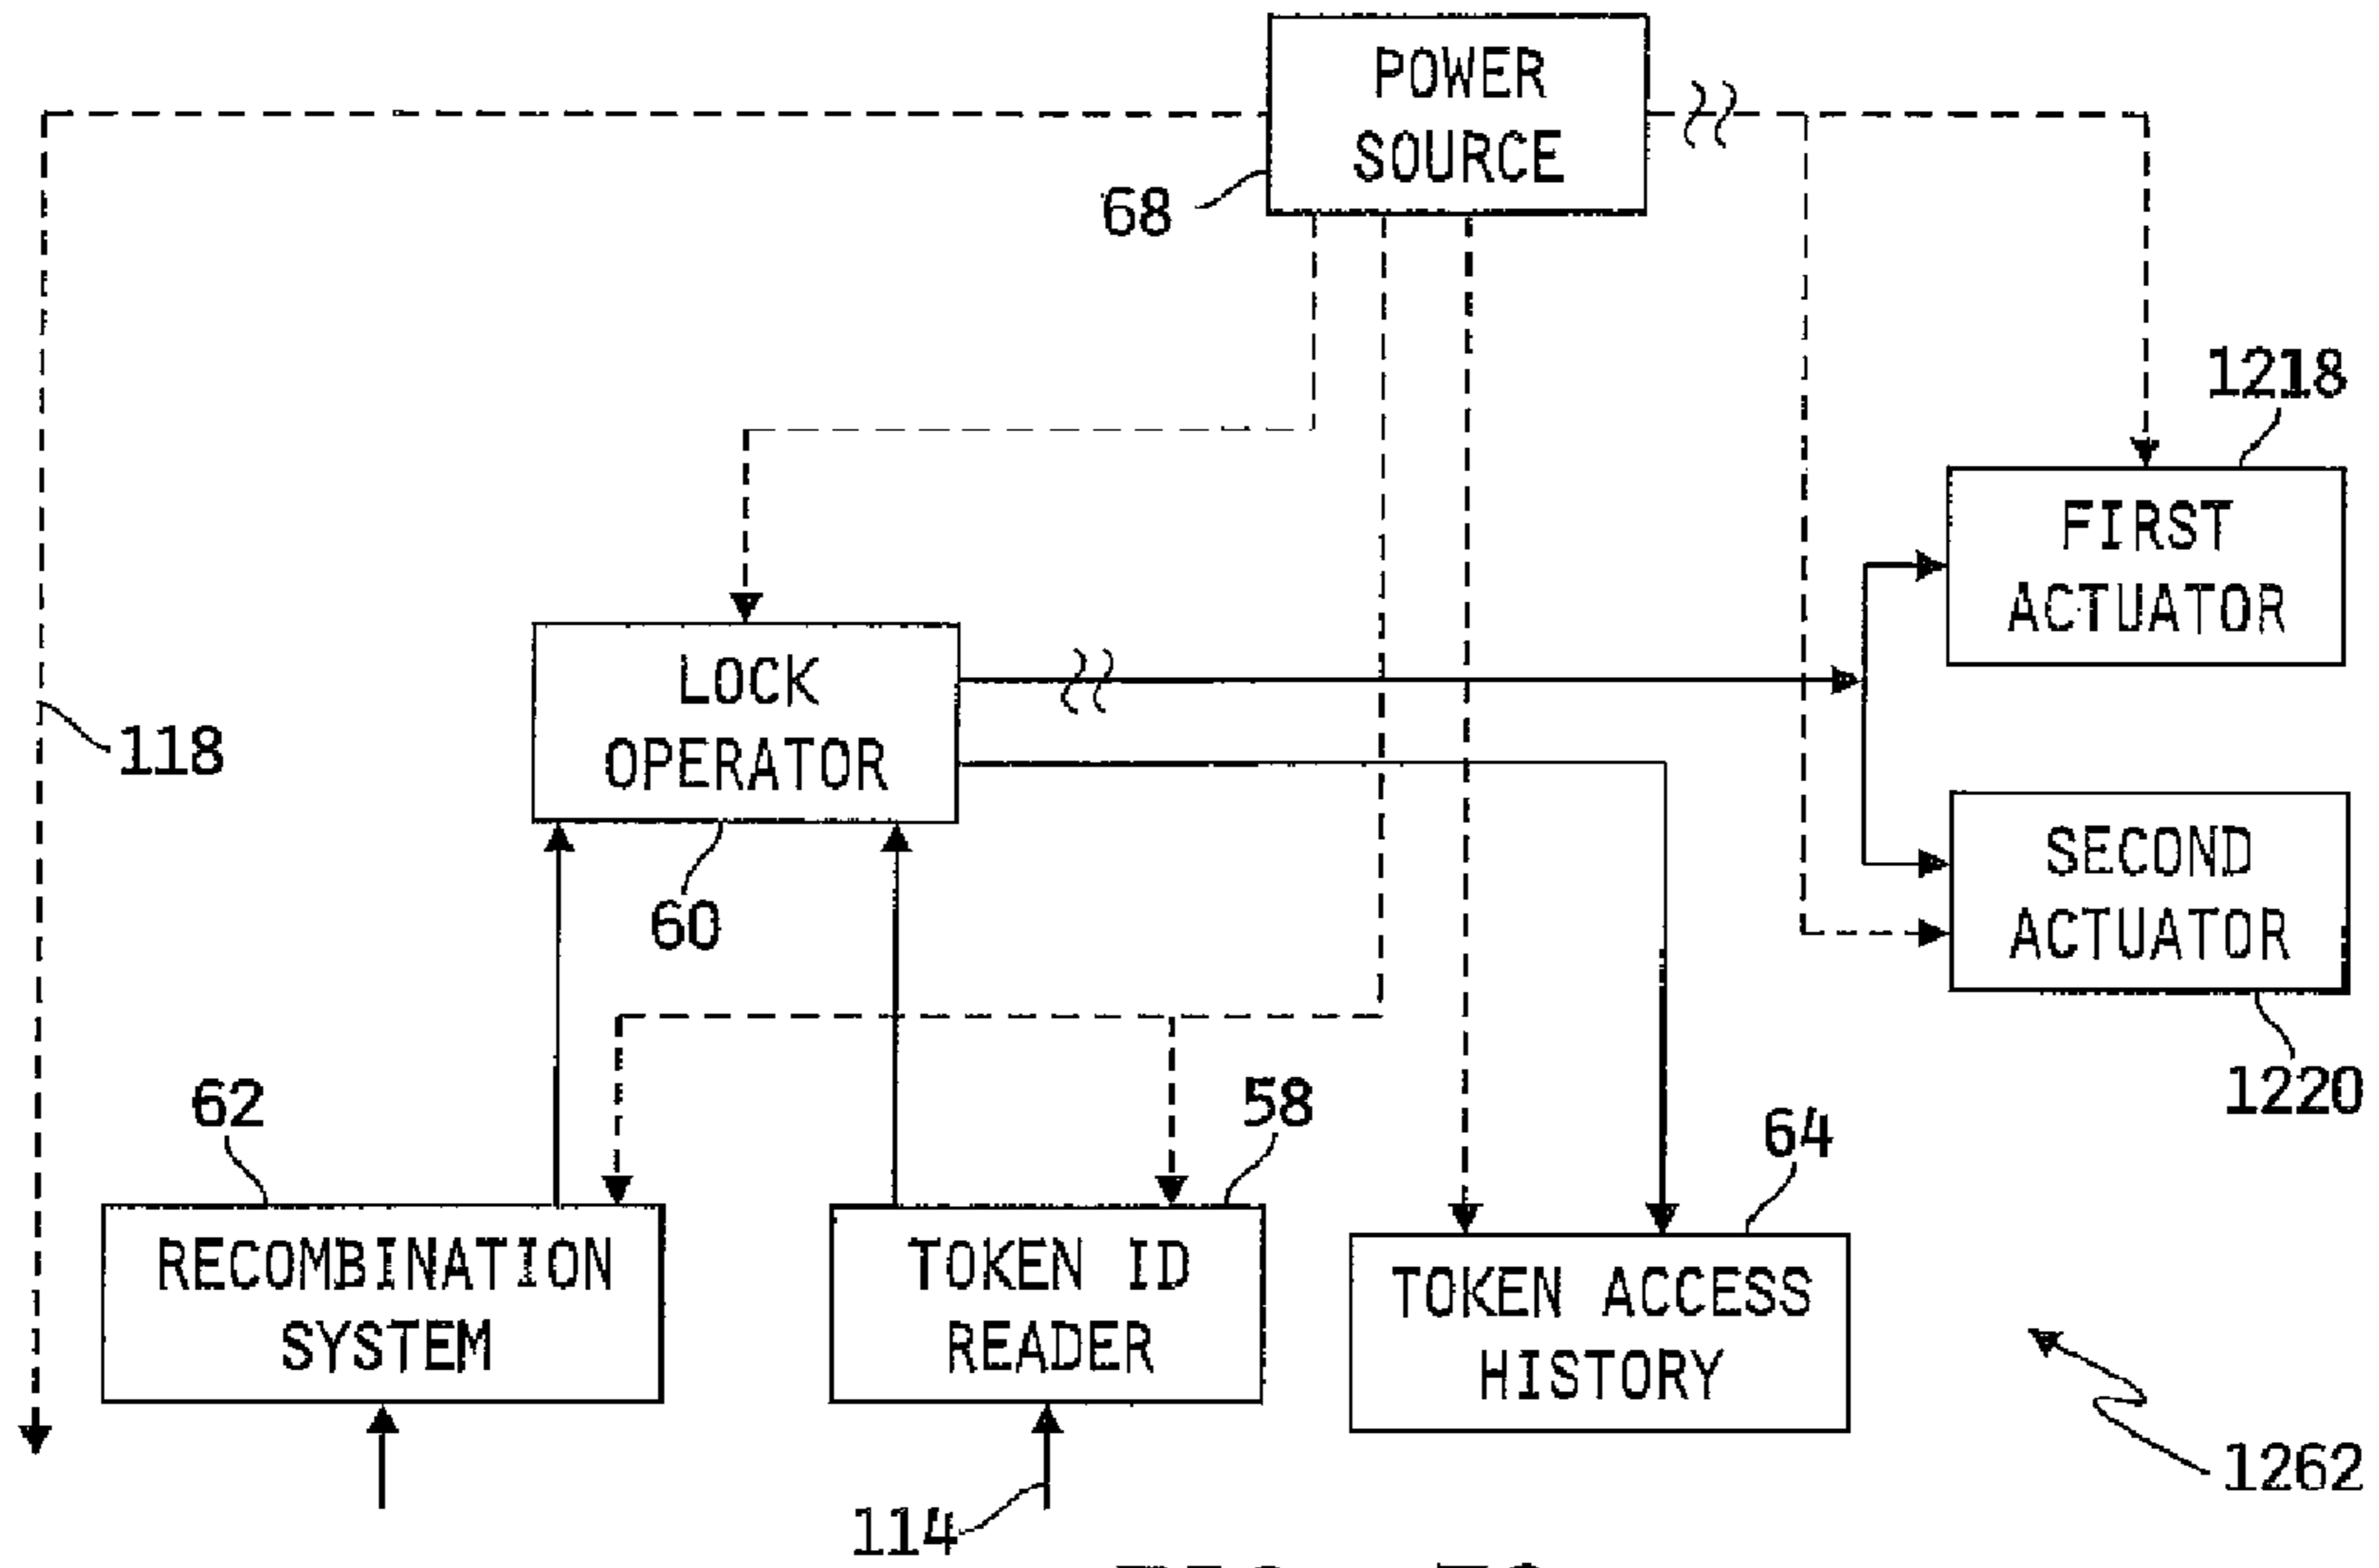 POWER
SOURCE
68
1218
FIRST
ACTUATOR
LOCK
OPERATOR
118
60
SECOND
ACTUATOR
1220
62
58
64
RECOMBINATION
SYSTEM
TOKEN ID
READER
TOKEN ACCESS
HISTORY
114
1262